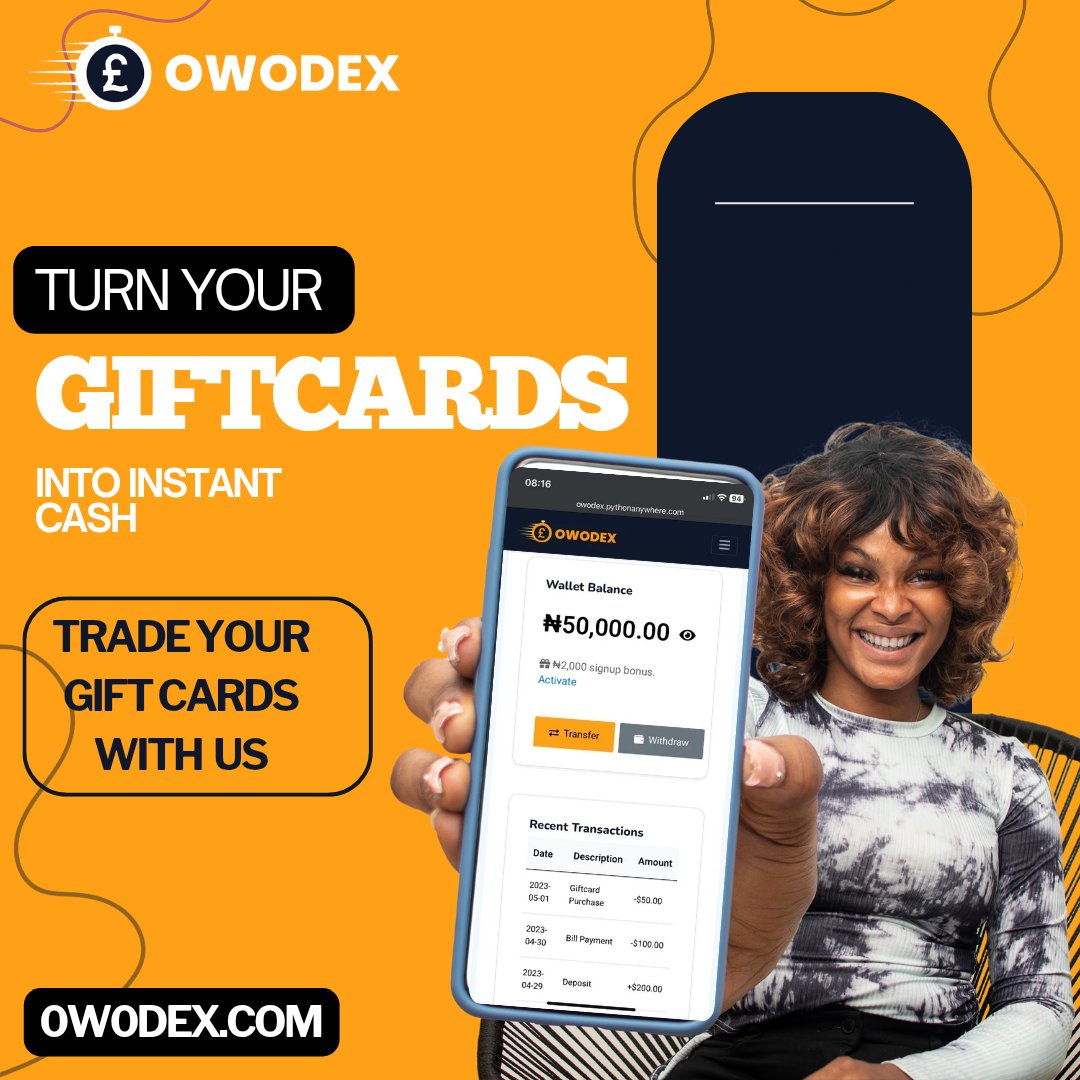 £ OWODEX
TURN YOUR
GIFTCARDS
INTO INSTANT
CASH
TRADE YOUR
GIFT CARDS
WITH US
OWODEX.COM
08:16
94
owodex.pythonanywhere.com
£ OWODEX
Wallet Balance
₦50,000.00
₦2,000 signup bonus.
Activate
Transfer Withdraw
Recent Transactions
Date Description Amount
2023-
05-01 Giftcard
Purchase -$50.00
2023-
04-30 Bill Payment -$100.00
2023-
04-29 Deposit +$200.00